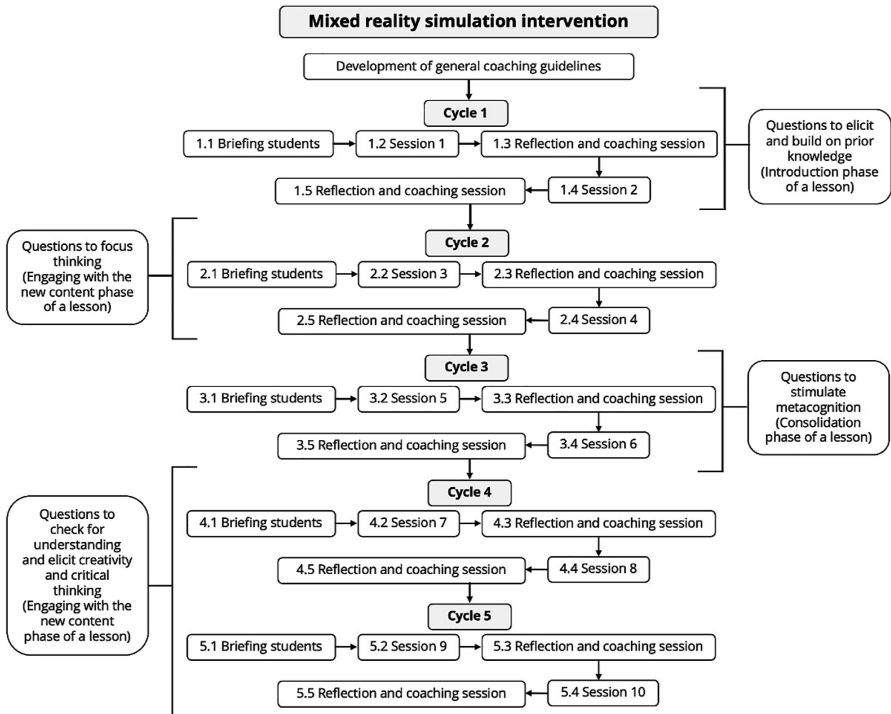 Mixed reality simulation intervention
Development of general coaching guidelines
Cycle 1
1.1 Briefing students
1.2 Session 1
1.3 Reflection and coaching session
1.5 Reflection and coaching session
1.4 Session 2
Questions to elicit
and build on prior
knowledge
(Introduction phase
of a lesson)
Cycle 2
2.1 Briefing students
2.2 Session 3
2.3 Reflection and coaching session
2.5 Reflection and coaching session
2.4 Session 4
Questions to focus
thinking
(Engaging with the
new content phase
of a lesson)
Cycle 3
3.1 Briefing students
3.2 Session 5
3.3 Reflection and coaching session
3.5 Reflection and coaching session
3.4 Session 6
Questions to
stimulate
metacognition
(Consolidation
phase of a lesson)
Cycle 4
4.1 Briefing students
4.2 Session 7
4.3 Reflection and coaching session
4.5 Reflection and coaching session
4.4 Session 8
Questions to
check for
understanding
and elicit creativity
and critical
thinking
(Engaging with the
new content
phase of a lesson)
Cycle 5
5.1 Briefing students
5.2 Session 9
5.3 Reflection and coaching session
5.5 Reflection and coaching session
5.4 Session 10